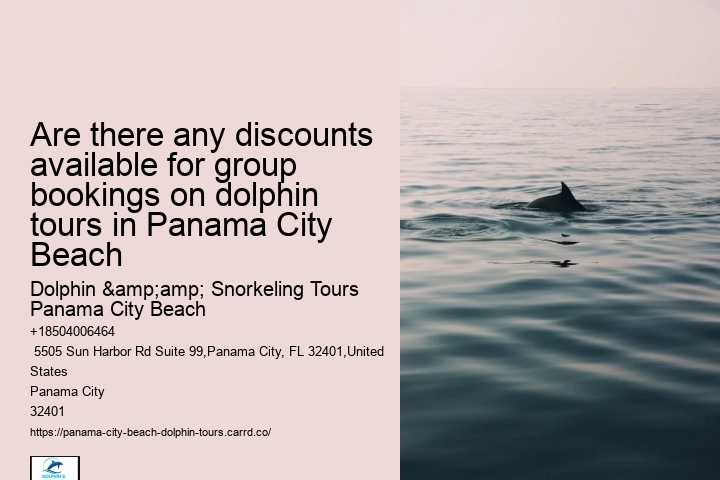 Are there any discounts
available for group
bookings on dolphin
tours in Panama City
Beach
Dolphin &amp;amp; Snorkeling Tours
Panama City Beach
+18504006464
5505 Sun Harbor Rd Suite 99,Panama City, FL 32401,United
States
Panama City
32401
https://panama-city-beach-dolphin-tours.carrd.co/
DOLPHIN &